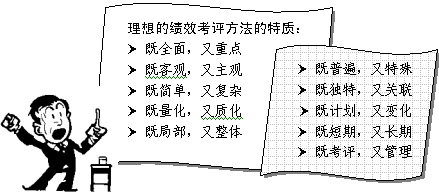 理想的绩效考评方法的特质：
➢ 既全面，又重点
➢ 既客观，又主观
➢ 既简单，又复杂
➢ 既量化，又质化
➢ 既局部，又整体
➢ 既普遍，又特殊
➢ 既独特，又关联
➢ 既计划，又变化
➢ 既短期，又长期
➢ 既考评，又管理